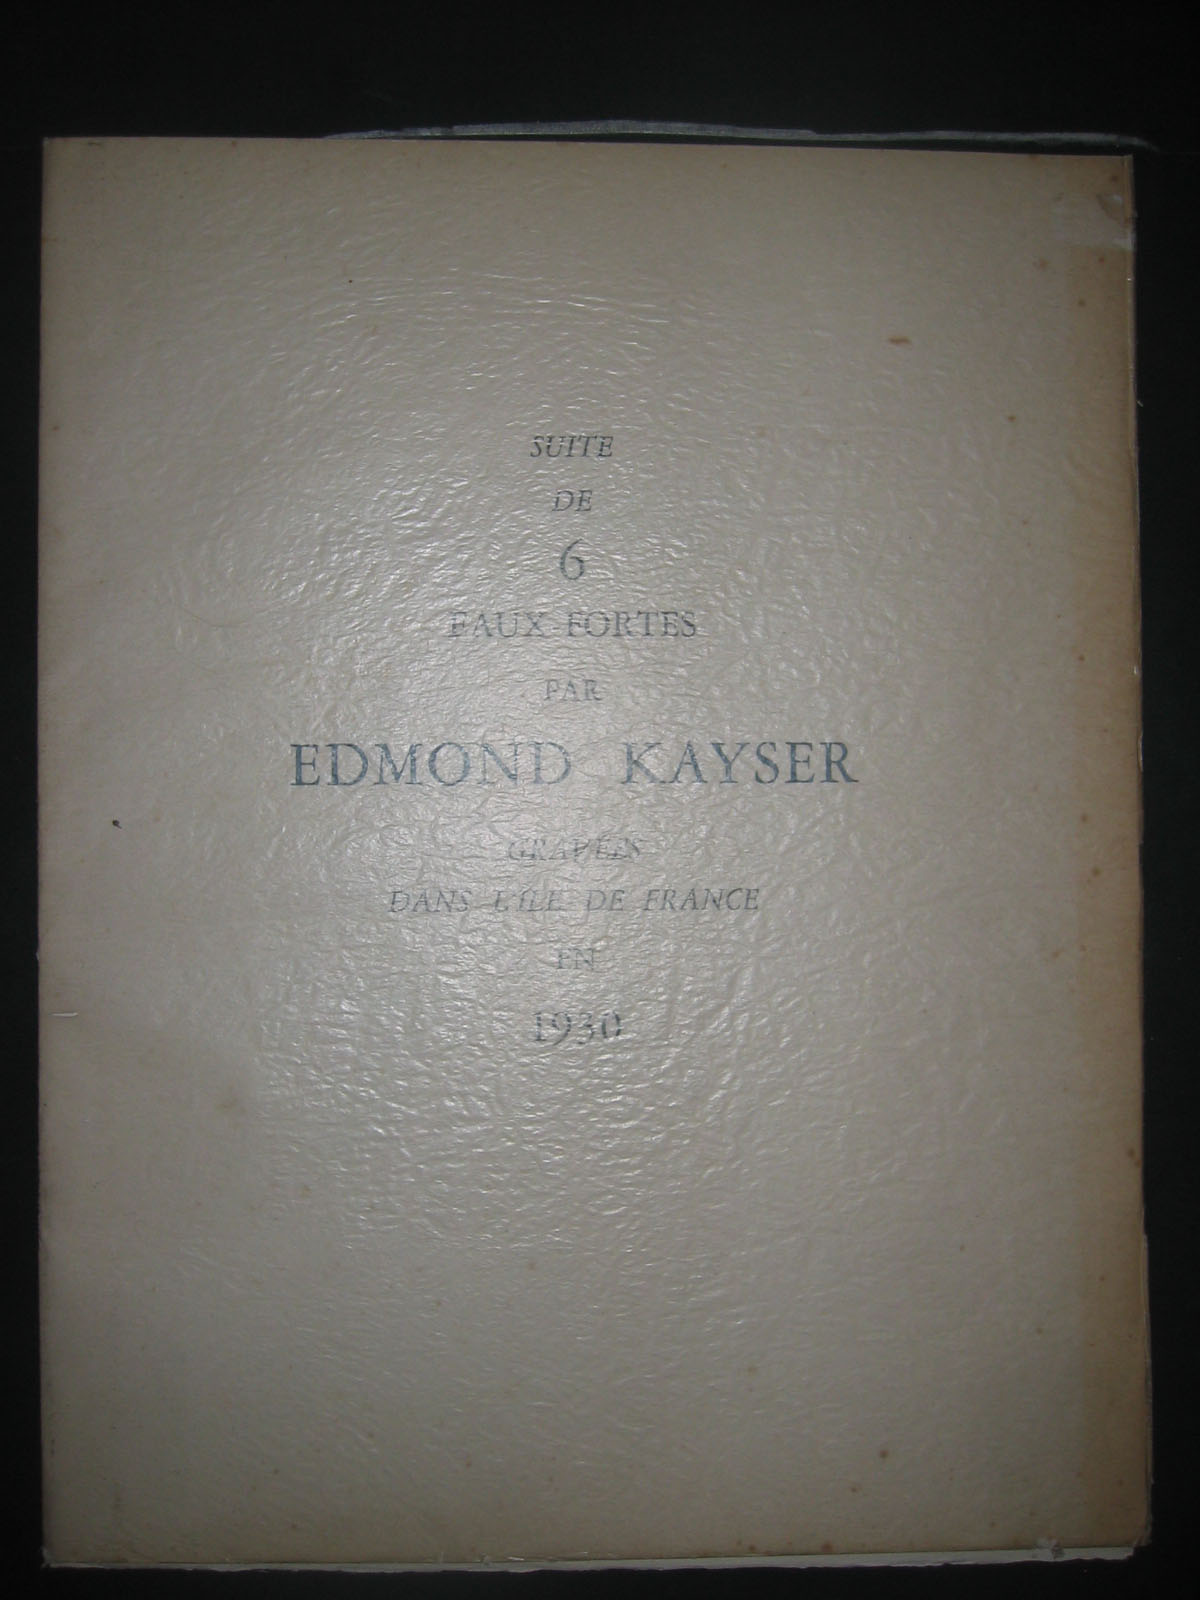 SUITE
DE
6
EAUX-FORTES
PAR
EDMOND KAYSER
GRAVÉES
DANS L'ILE DE FRANCE
EN
1930